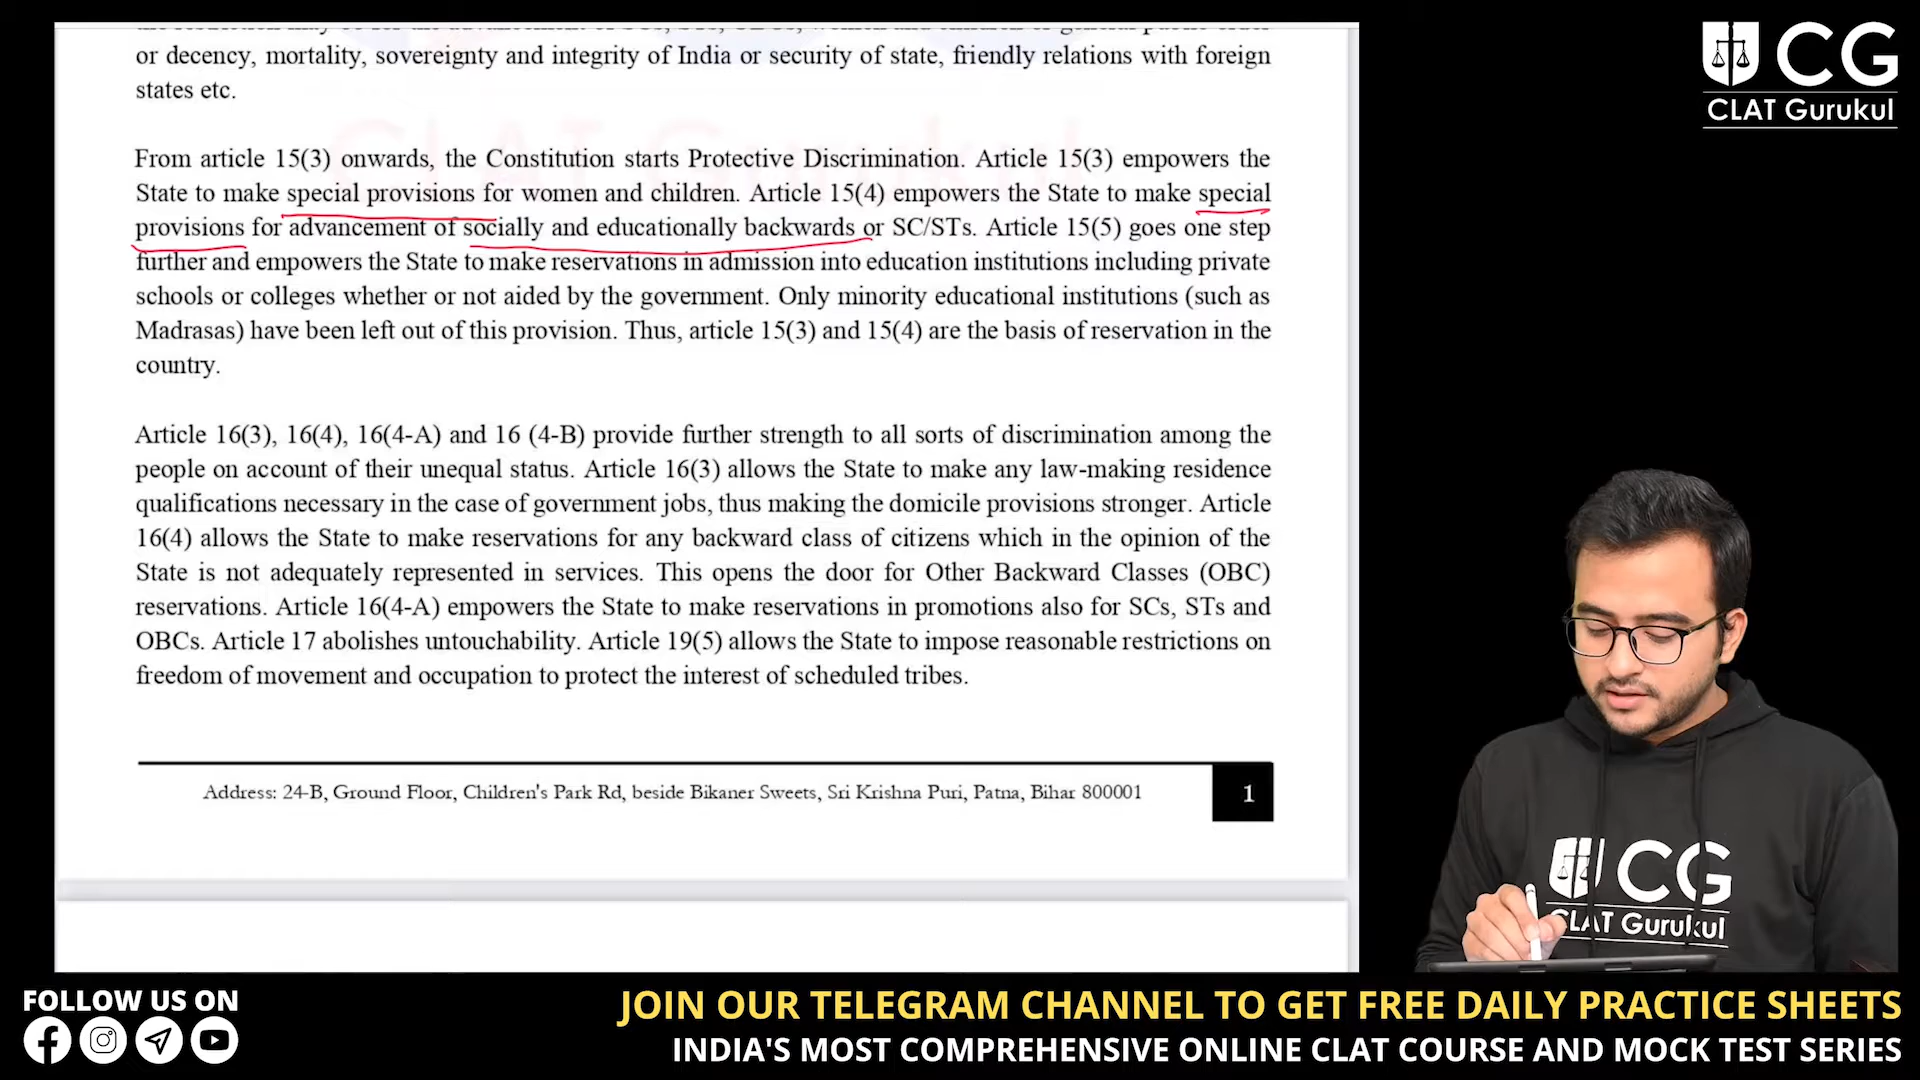 or decency, mortality, sovereignty and integrity of India or security of state, friendly relations with foreign
states etc.
From article 15(3) onwards, the Constitution starts Protective Discrimination. Article 15(3) empowers the
State to make special provisions for women and children. Article 15(4) empowers the State to make special
provisions for advancement of socially and educationally backwards or SC/STs. Article 15(5) goes one step
further and empowers the State to make reservations in admission into education institutions including private
schools or colleges whether or not aided by the government. Only minority educational institutions (such as
Madrasas) have been left out of this provision. Thus, article 15(3) and 15(4) are the basis of reservation in the
country.
Article 16(3), 16(4), 16(4-A) and 16 (4-B) provide further strength to all sorts of discrimination among the
people on account of their unequal status. Article 16(3) allows the State to make any law-making residence
qualifications necessary in the case of government jobs, thus making the domicile provisions stronger. Article
16(4) allows the State to make reservations for any backward class of citizens which in the opinion of the
State is not adequately represented in services. This opens the door for Other Backward Classes (OBC)
reservations. Article 16(4-A) empowers the State to make reservations in promotions also for SCs, STs and
OBCs. Article 17 abolishes untouchability. Article 19(5) allows the State to impose reasonable restrictions on
freedom of movement and occupation to protect the interest of scheduled tribes.
Address: 24-B, Ground Floor, Children's Park Rd, beside Bikaner Sweets, Sri Krishna Puri, Patna, Bihar 800001
1
CG
CLAT Gurukul
CG
CLAT Gurukul
FOLLOW US ON
JOIN OUR TELEGRAM CHANNEL TO GET FREE DAILY PRACTICE SHEETS
INDIA'S MOST COMPREHENSIVE ONLINE CLAT COURSE AND MOCK TEST SERIES